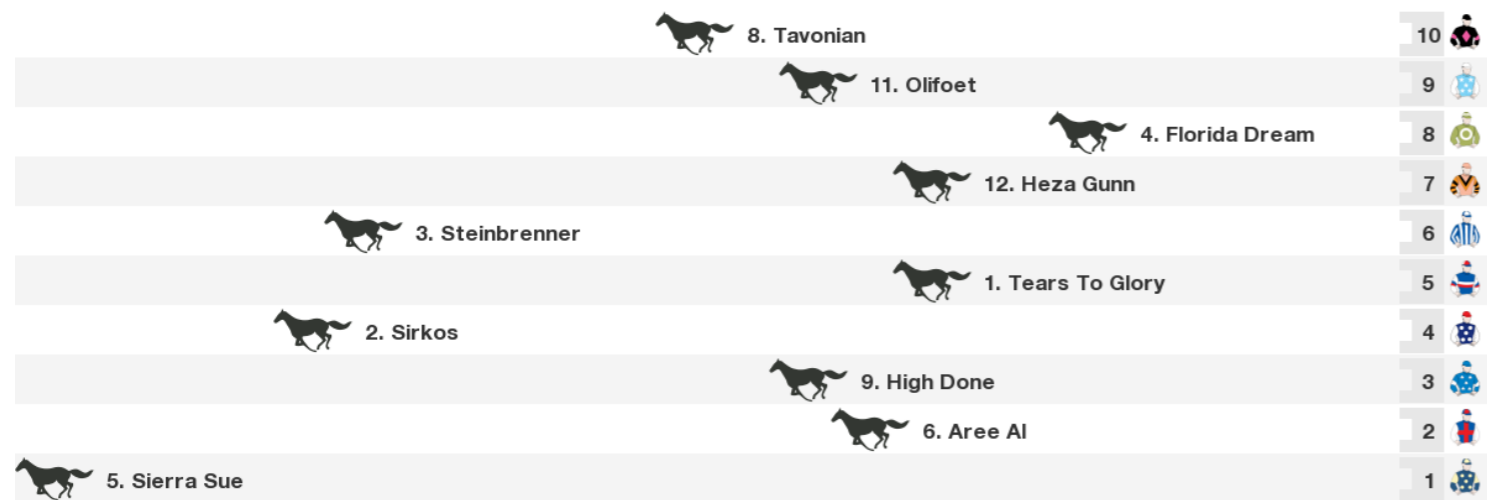 8. Tavonian 10
11. Olifoet 9
4. Florida Dream 8
12. Heza Gunn 7
3. Steinbrenner 6
1. Tears To Glory 5
2. Sirkos 4
9. High Done 3
6. Aree Al 2
5. Sierra Sue 1